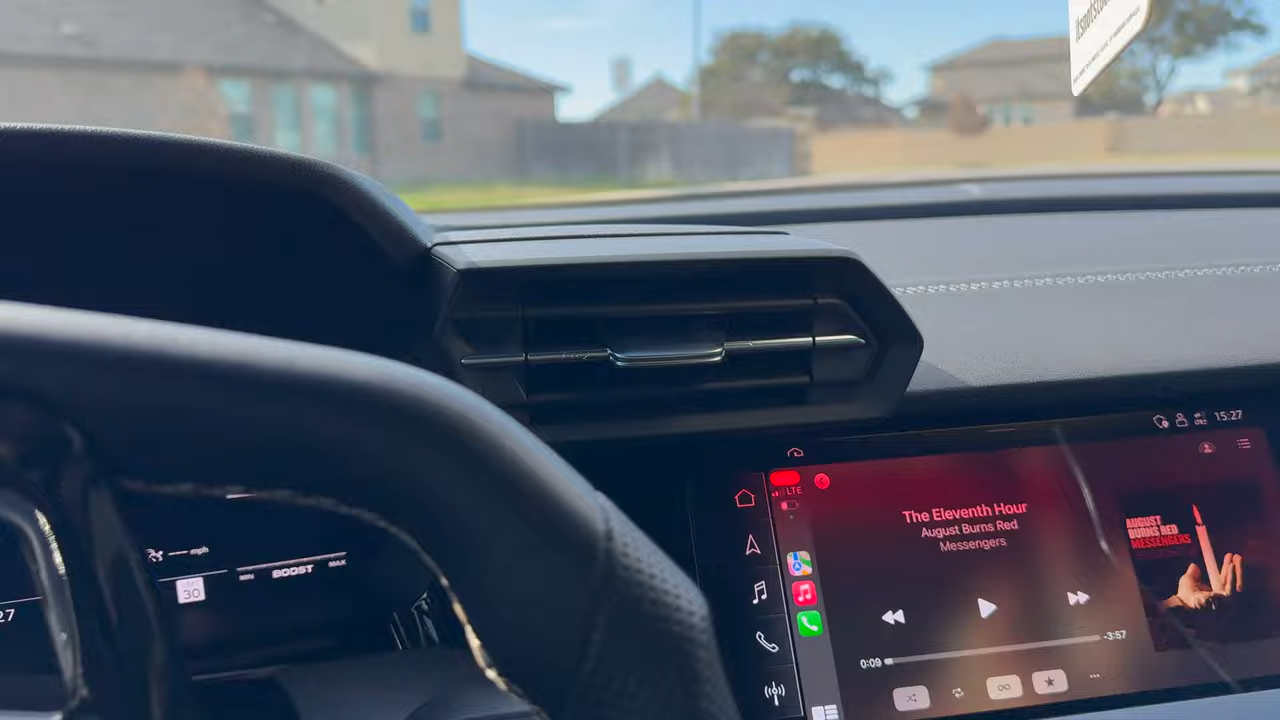 15:27
LTE
The Eleventh Hour
August Burns Red
Messengers
AUGUST
BURNS RED
MESSENGERS
0:09
-3:57
mph
MIN BOOST MAX
30
27